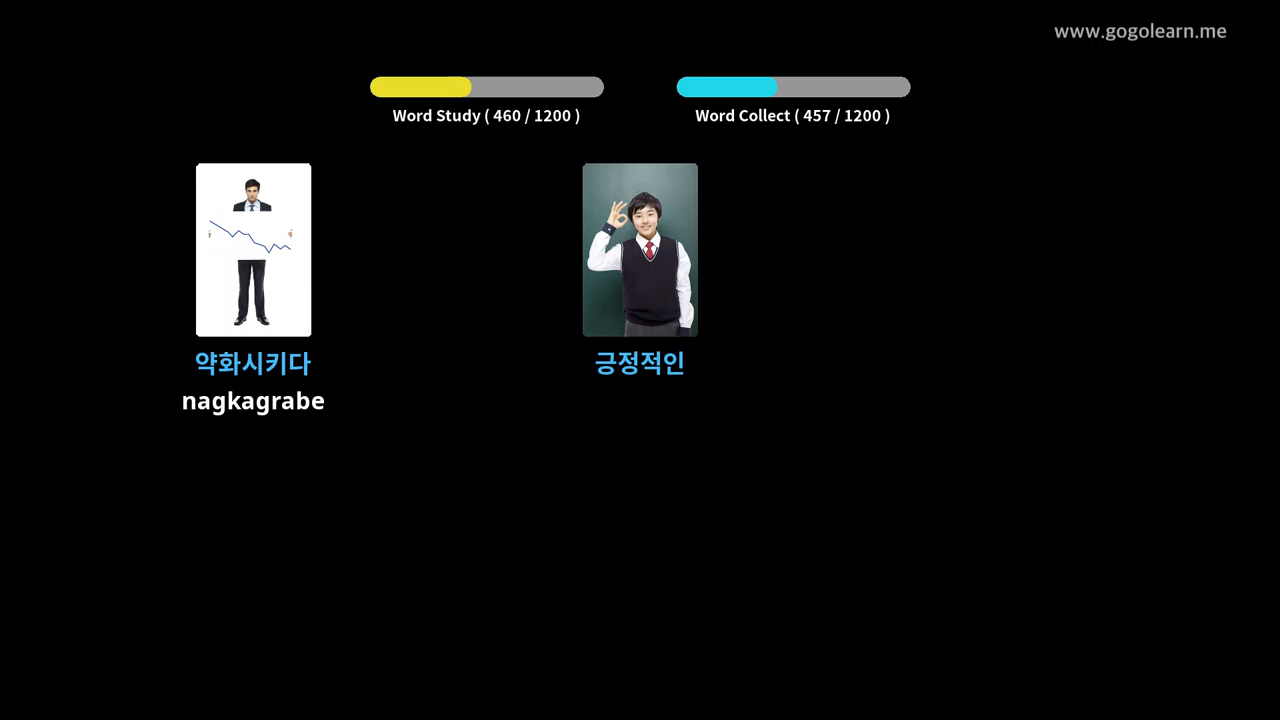 www.gogolearn.me
Word Study ( 460 / 1200 )
Word Collect ( 457 / 1200 )
약화시키다
nagkagrabe
긍정적인